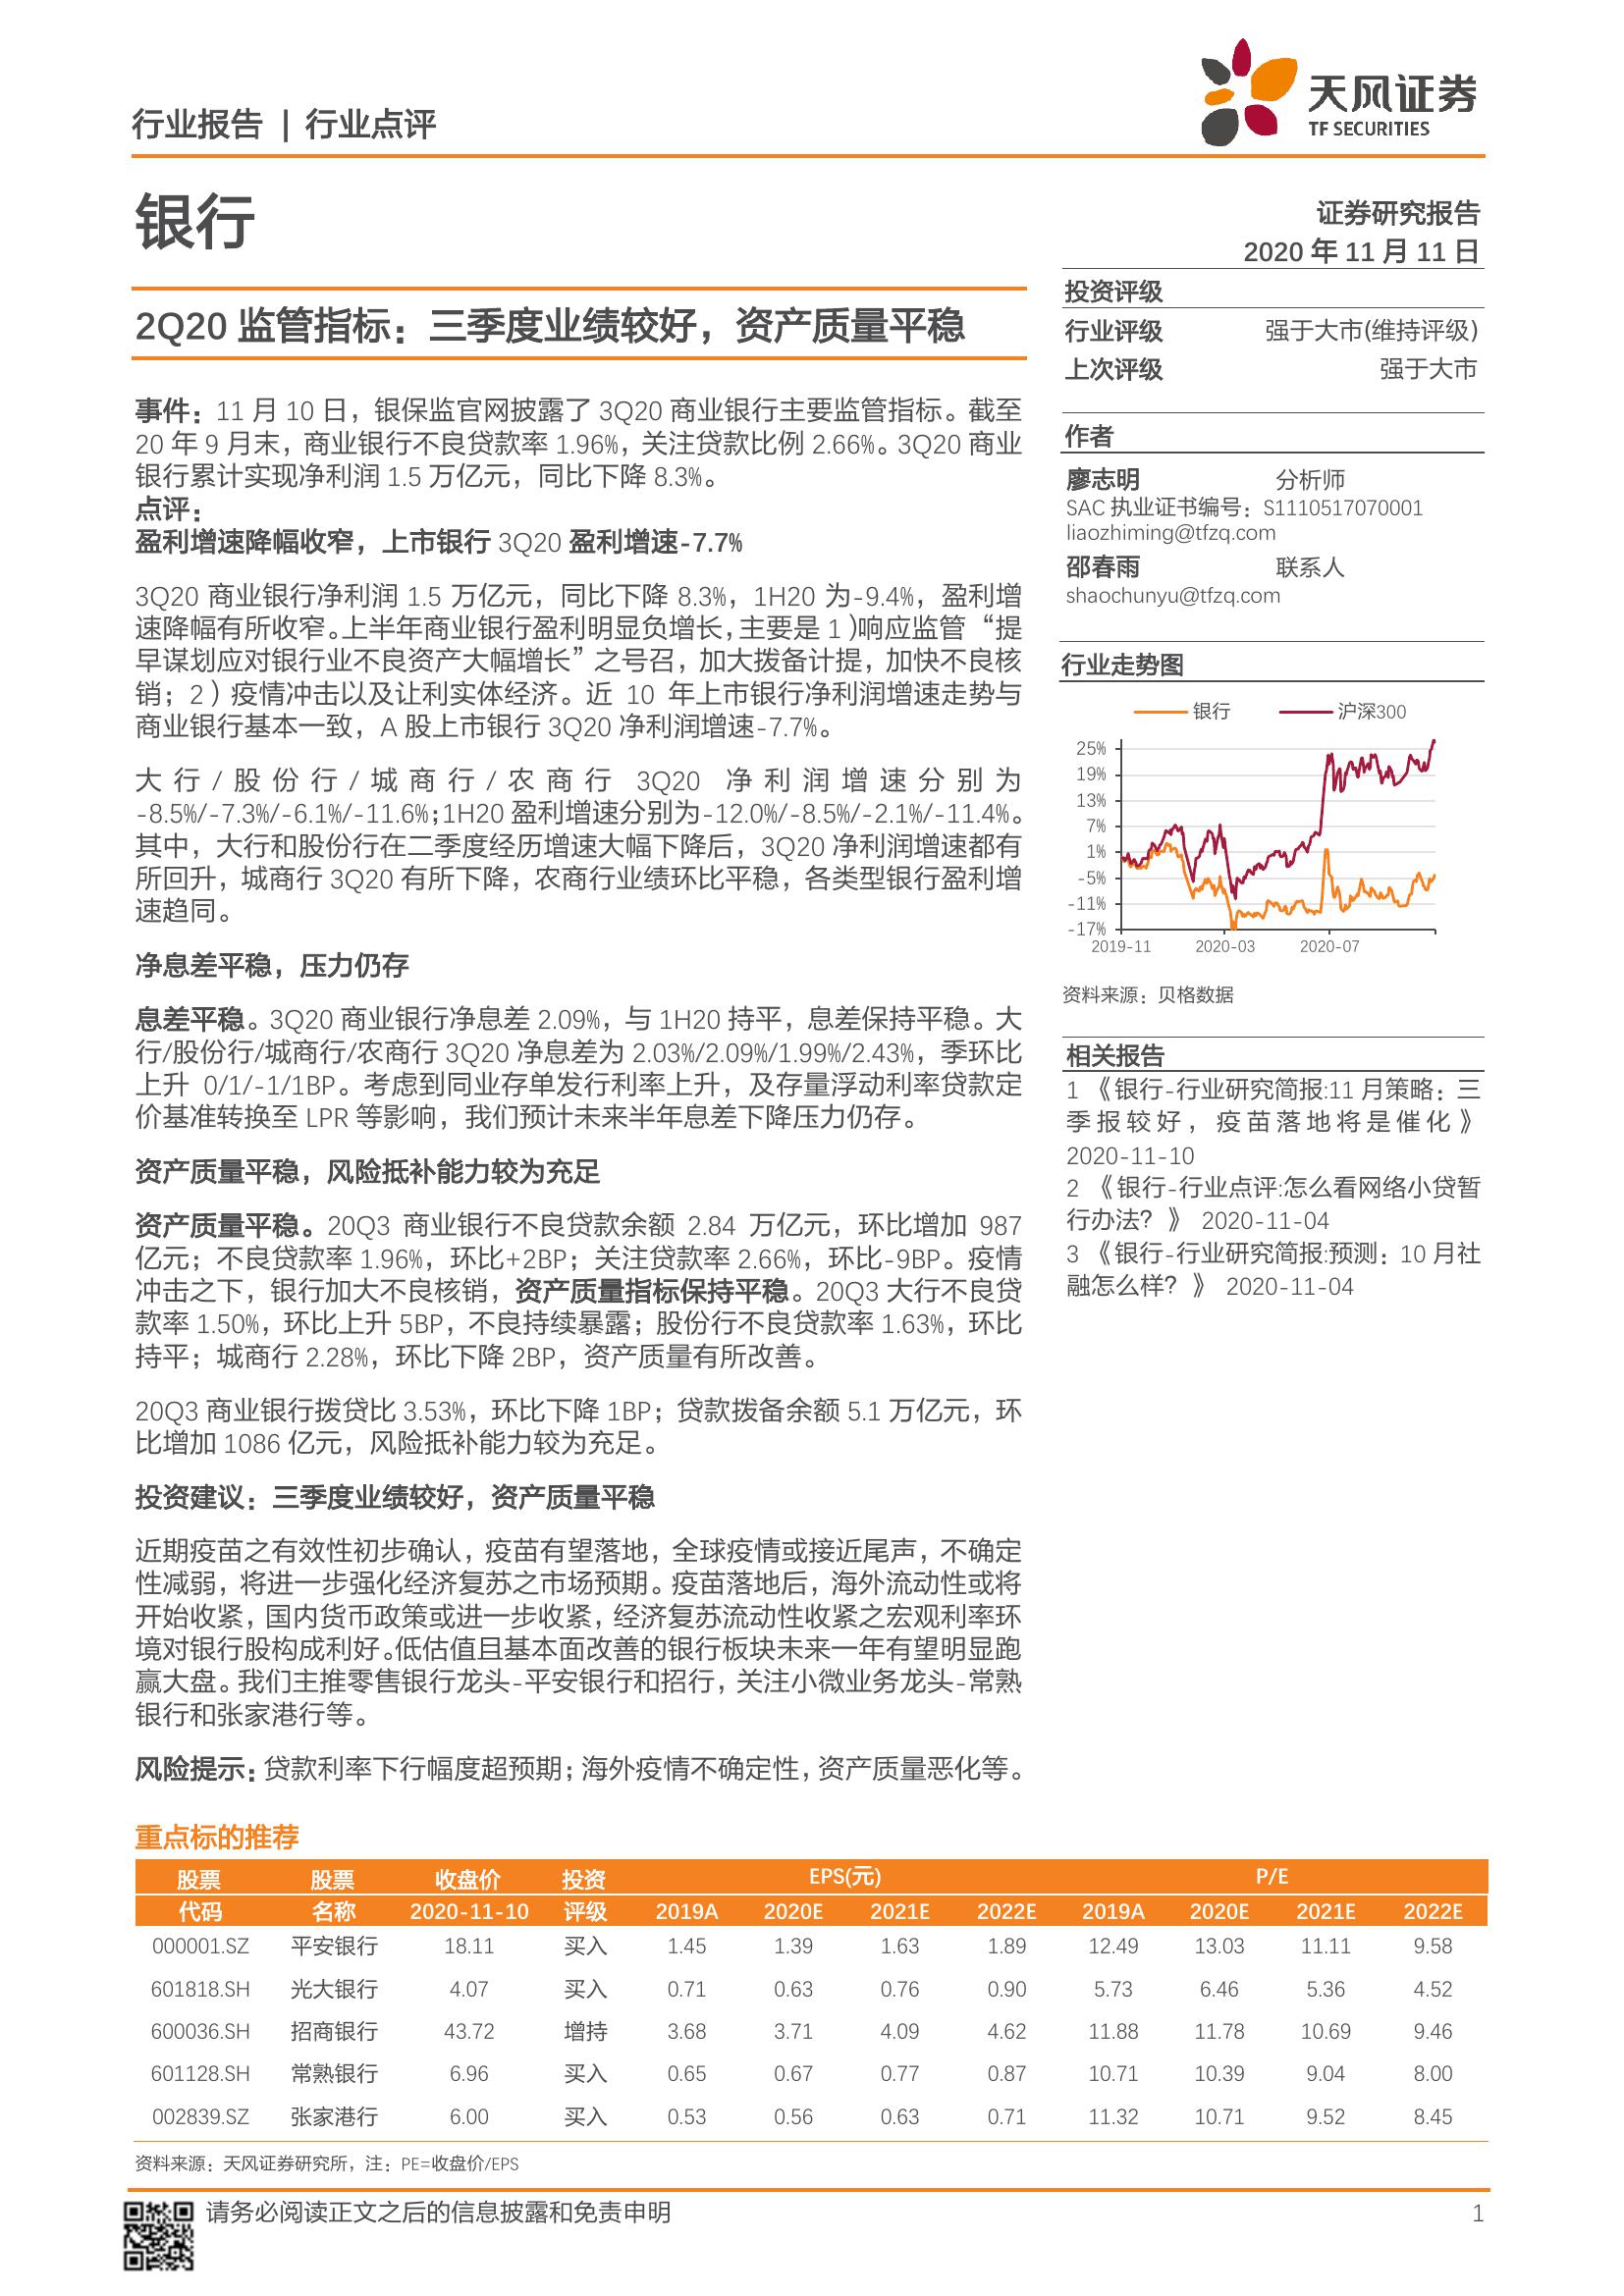 行业报告 | 行业点评
天风证券
TF SECURITIES
银行
证券研究报告
2020 年 11 月 11 日
2Q20 监管指标：三季度业绩较好，资产质量平稳
投资评级
行业评级 强于大市(维持评级)
上次评级 强于大市
作者
廖志明 分析师
SAC 执业证书编号：S1110517070001
liaozhiming@tfzq.com
邵春雨 联系人
shaochunyu@tfzq.com
行业走势图
银行 沪深300
25%
19%
13%
7%
1%
-5%
-11%
-17%
2019-11 2020-03 2020-07
资料来源：贝格数据
相关报告
1 《银行-行业研究简报:11 月策略：三
季报较好，疫苗落地将是催化》
2020-11-10
2 《银行-行业点评:怎么看网络小贷暂
行办法？》 2020-11-04
3 《银行-行业研究简报:预测：10 月社
融怎么样？》 2020-11-04
事件：11 月 10 日，银保监官网披露了 3Q20 商业银行主要监管指标。截至
20 年 9 月末，商业银行不良贷款率 1.96%，关注贷款比例 2.66%。3Q20 商业
银行累计实现净利润 1.5 万亿元，同比下降 8.3%。
点评：
盈利增速降幅收窄，上市银行 3Q20 盈利增速-7.7%
3Q20 商业银行净利润 1.5 万亿元，同比下降 8.3%，1H20 为-9.4%，盈利增
速降幅有所收窄。上半年商业银行盈利明显负增长，主要是 1 )响应监管“提
早谋划应对银行业不良资产大幅增长”之号召，加大拨备计提，加快不良核
销；2 ）疫情冲击以及让利实体经济。近 10 年上市银行净利润增速走势与
商业银行基本一致，A 股上市银行 3Q20 净利润增速-7.7%。
大行/股份行/城商行/农商行 3Q20 净利润增速分别为
-8.5%/-7.3%/-6.1%/-11.6%；1H20 盈利增速分别为-12.0%/-8.5%/-2.1%/-11.4%。
其中，大行和股份行在二季度经历增速大幅下降后，3Q20 净利润增速都有
所回升，城商行 3Q20 有所下降，农商行业绩环比平稳，各类型银行盈利增
速趋同。
净息差平稳，压力仍存
息差平稳。3Q20 商业银行净息差 2.09%，与 1H20 持平，息差保持平稳。大
行/股份行/城商行/农商行 3Q20 净息差为 2.03%/2.09%/1.99%/2.43%，季环比
上升 0/1/-1/1BP。考虑到同业存单发行利率上升，及存量浮动利率贷款定
价基准转换至 LPR 等影响，我们预计未来半年息差下降压力仍存。
资产质量平稳，风险抵补能力较为充足
资产质量平稳。20Q3 商业银行不良贷款余额 2.84 万亿元，环比增加 987
亿元；不良贷款率 1.96%，环比+2BP；关注贷款率 2.66%，环比-9BP。疫情
冲击之下，银行加大不良核销，资产质量指标保持平稳。20Q3 大行不良贷
款率 1.50%，环比上升 5BP，不良持续暴露；股份行不良贷款率 1.63%，环比
持平；城商行 2.28%，环比下降 2BP，资产质量有所改善。
20Q3 商业银行拨贷比 3.53%，环比下降 1BP；贷款拨备余额 5.1 万亿元，环
比增加 1086 亿元，风险抵补能力较为充足。
投资建议：三季度业绩较好，资产质量平稳
近期疫苗之有效性初步确认，疫苗有望落地，全球疫情或接近尾声，不确定
性减弱，将进一步强化经济复苏之市场预期。疫苗落地后，海外流动性或将
开始收紧，国内货币政策或进一步收紧，经济复苏流动性收紧之宏观利率环
境对银行股构成利好。低估值且基本面改善的银行板块未来一年有望明显跑
赢大盘。我们主推零售银行龙头-平安银行和招行，关注小微业务龙头-常熟
银行和张家港行等。
风险提示：贷款利率下行幅度超预期；海外疫情不确定性，资产质量恶化等。
重点标的推荐
股票 股票 收盘价 投资 EPS(元) P/E
代码 名称 2020-11-10 评级 2019A 2020E 2021E 2022E 2019A 2020E 2021E 2022E
000001.SZ 平安银行 18.11 买入 1.45 1.39 1.63 1.89 12.49 13.03 11.11 9.58
601818.SH 光大银行 4.07 买入 0.71 0.63 0.76 0.90 5.73 6.46 5.36 4.52
600036.SH 招商银行 43.72 增持 3.68 3.71 4.09 4.62 11.88 11.78 10.69 9.46
601128.SH 常熟银行 6.96 买入 0.65 0.67 0.77 0.87 10.71 10.39 9.04 8.00
002839.SZ 张家港行 6.00 买入 0.53 0.56 0.63 0.71 11.32 10.71 9.52 8.45
资料来源：天风证券研究所，注：PE=收盘价/EPS
请务必阅读正文之后的信息披露和免责申明 1